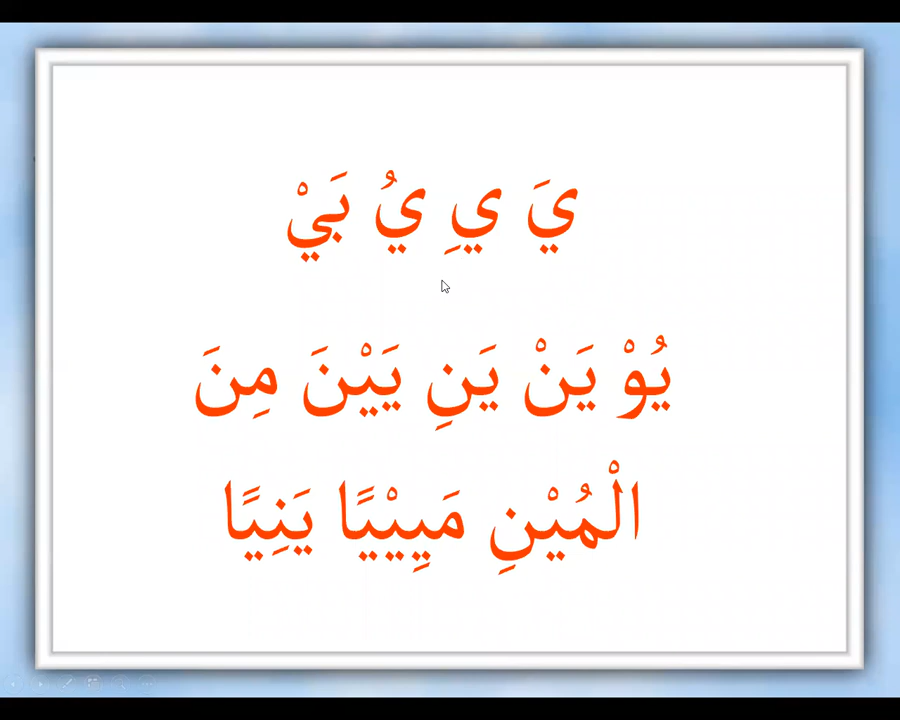 يَ يِ يُ بَيْ
يُوْ يَنْ يَنِ يَيْنَ مِنَ
الْمُيْنِ مَيِيْيًا يَنِيًا